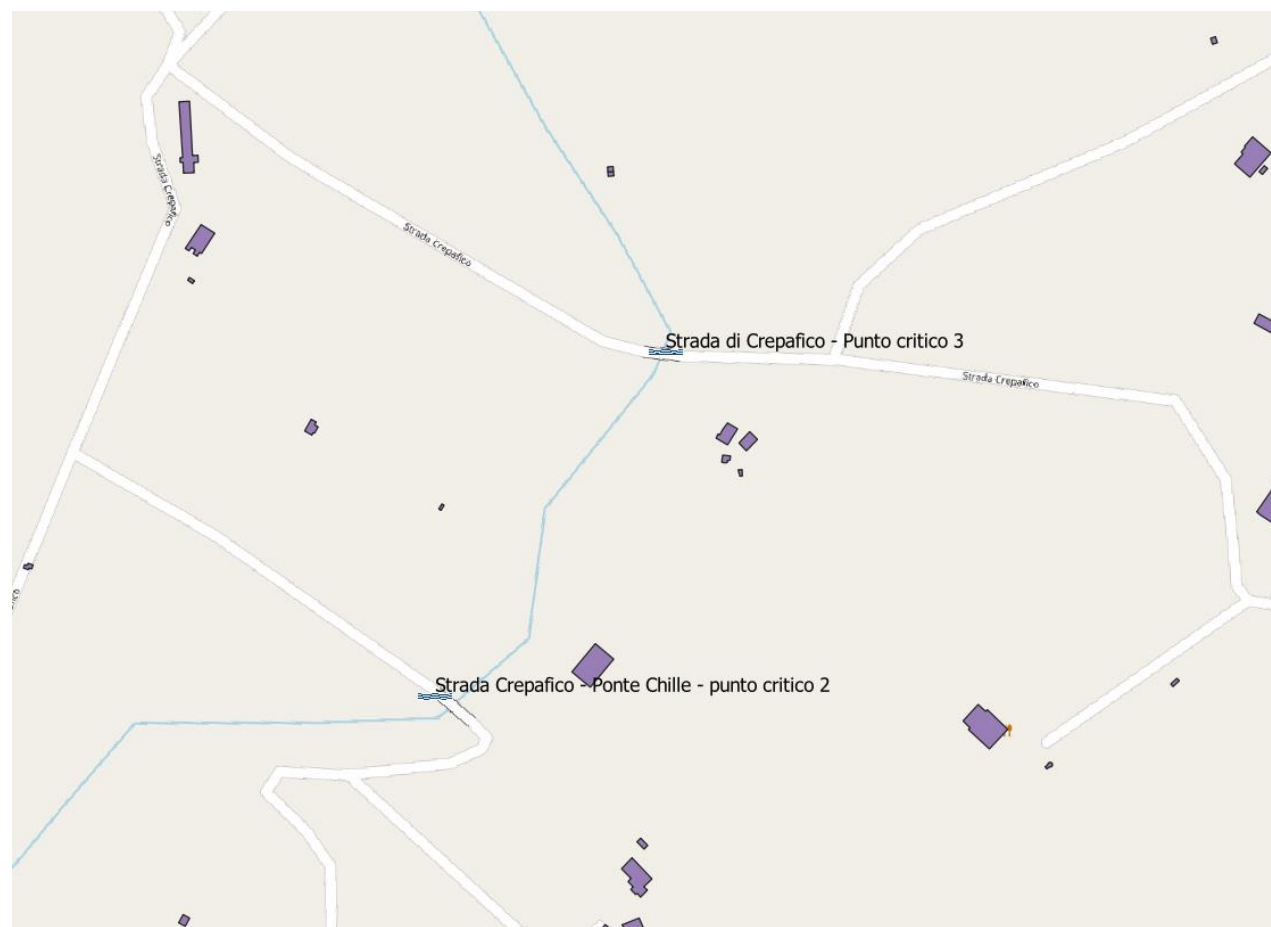 Strada Crepafico
Strada Crepafico
Strada di Crepafico - Punto critico 3
Strada Crepafico
Strada Crepafico - Ponte Chille - punto critico 2